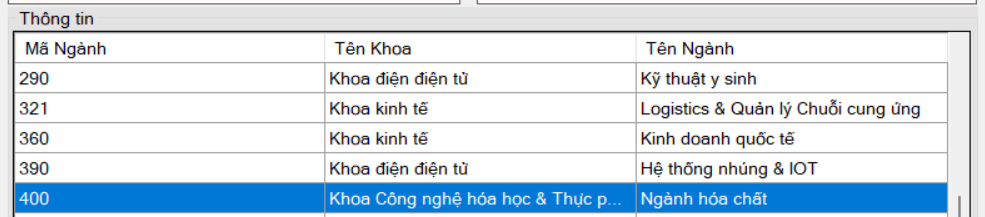 Thông tin
Mã Ngành Tên Khoa Tên Ngành
290 Khoa điện điện tử Kỹ thuật y sinh
321 Khoa kinh tế Logistics & Quản lý Chuỗi cung ứng
360 Khoa kinh tế Kinh doanh quốc tế
390 Khoa điện điện tử Hệ thống nhúng & IOT
400 Khoa Công nghệ hóa học & Thực p... Ngành hóa chất